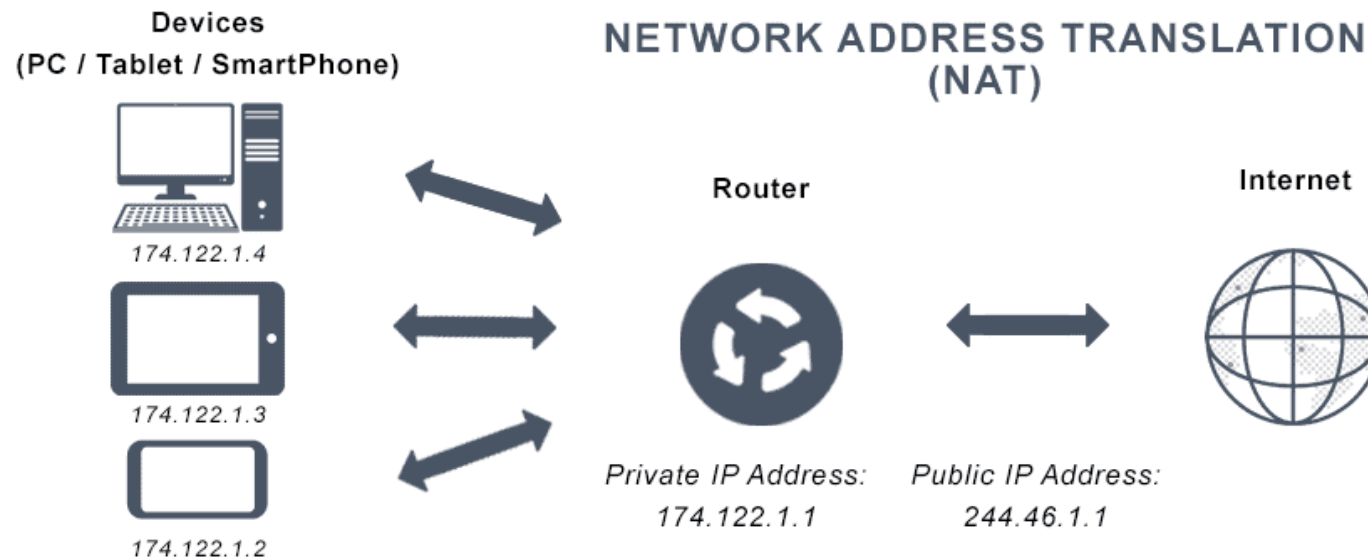 Devices
(PC / Tablet / SmartPhone)
NETWORK ADDRESS TRANSLATION
(NAT)
Router
Internet
174.122.1.4
174.122.1.3
174.122.1.2
Private IP Address:
174.122.1.1
Public IP Address:
244.46.1.1